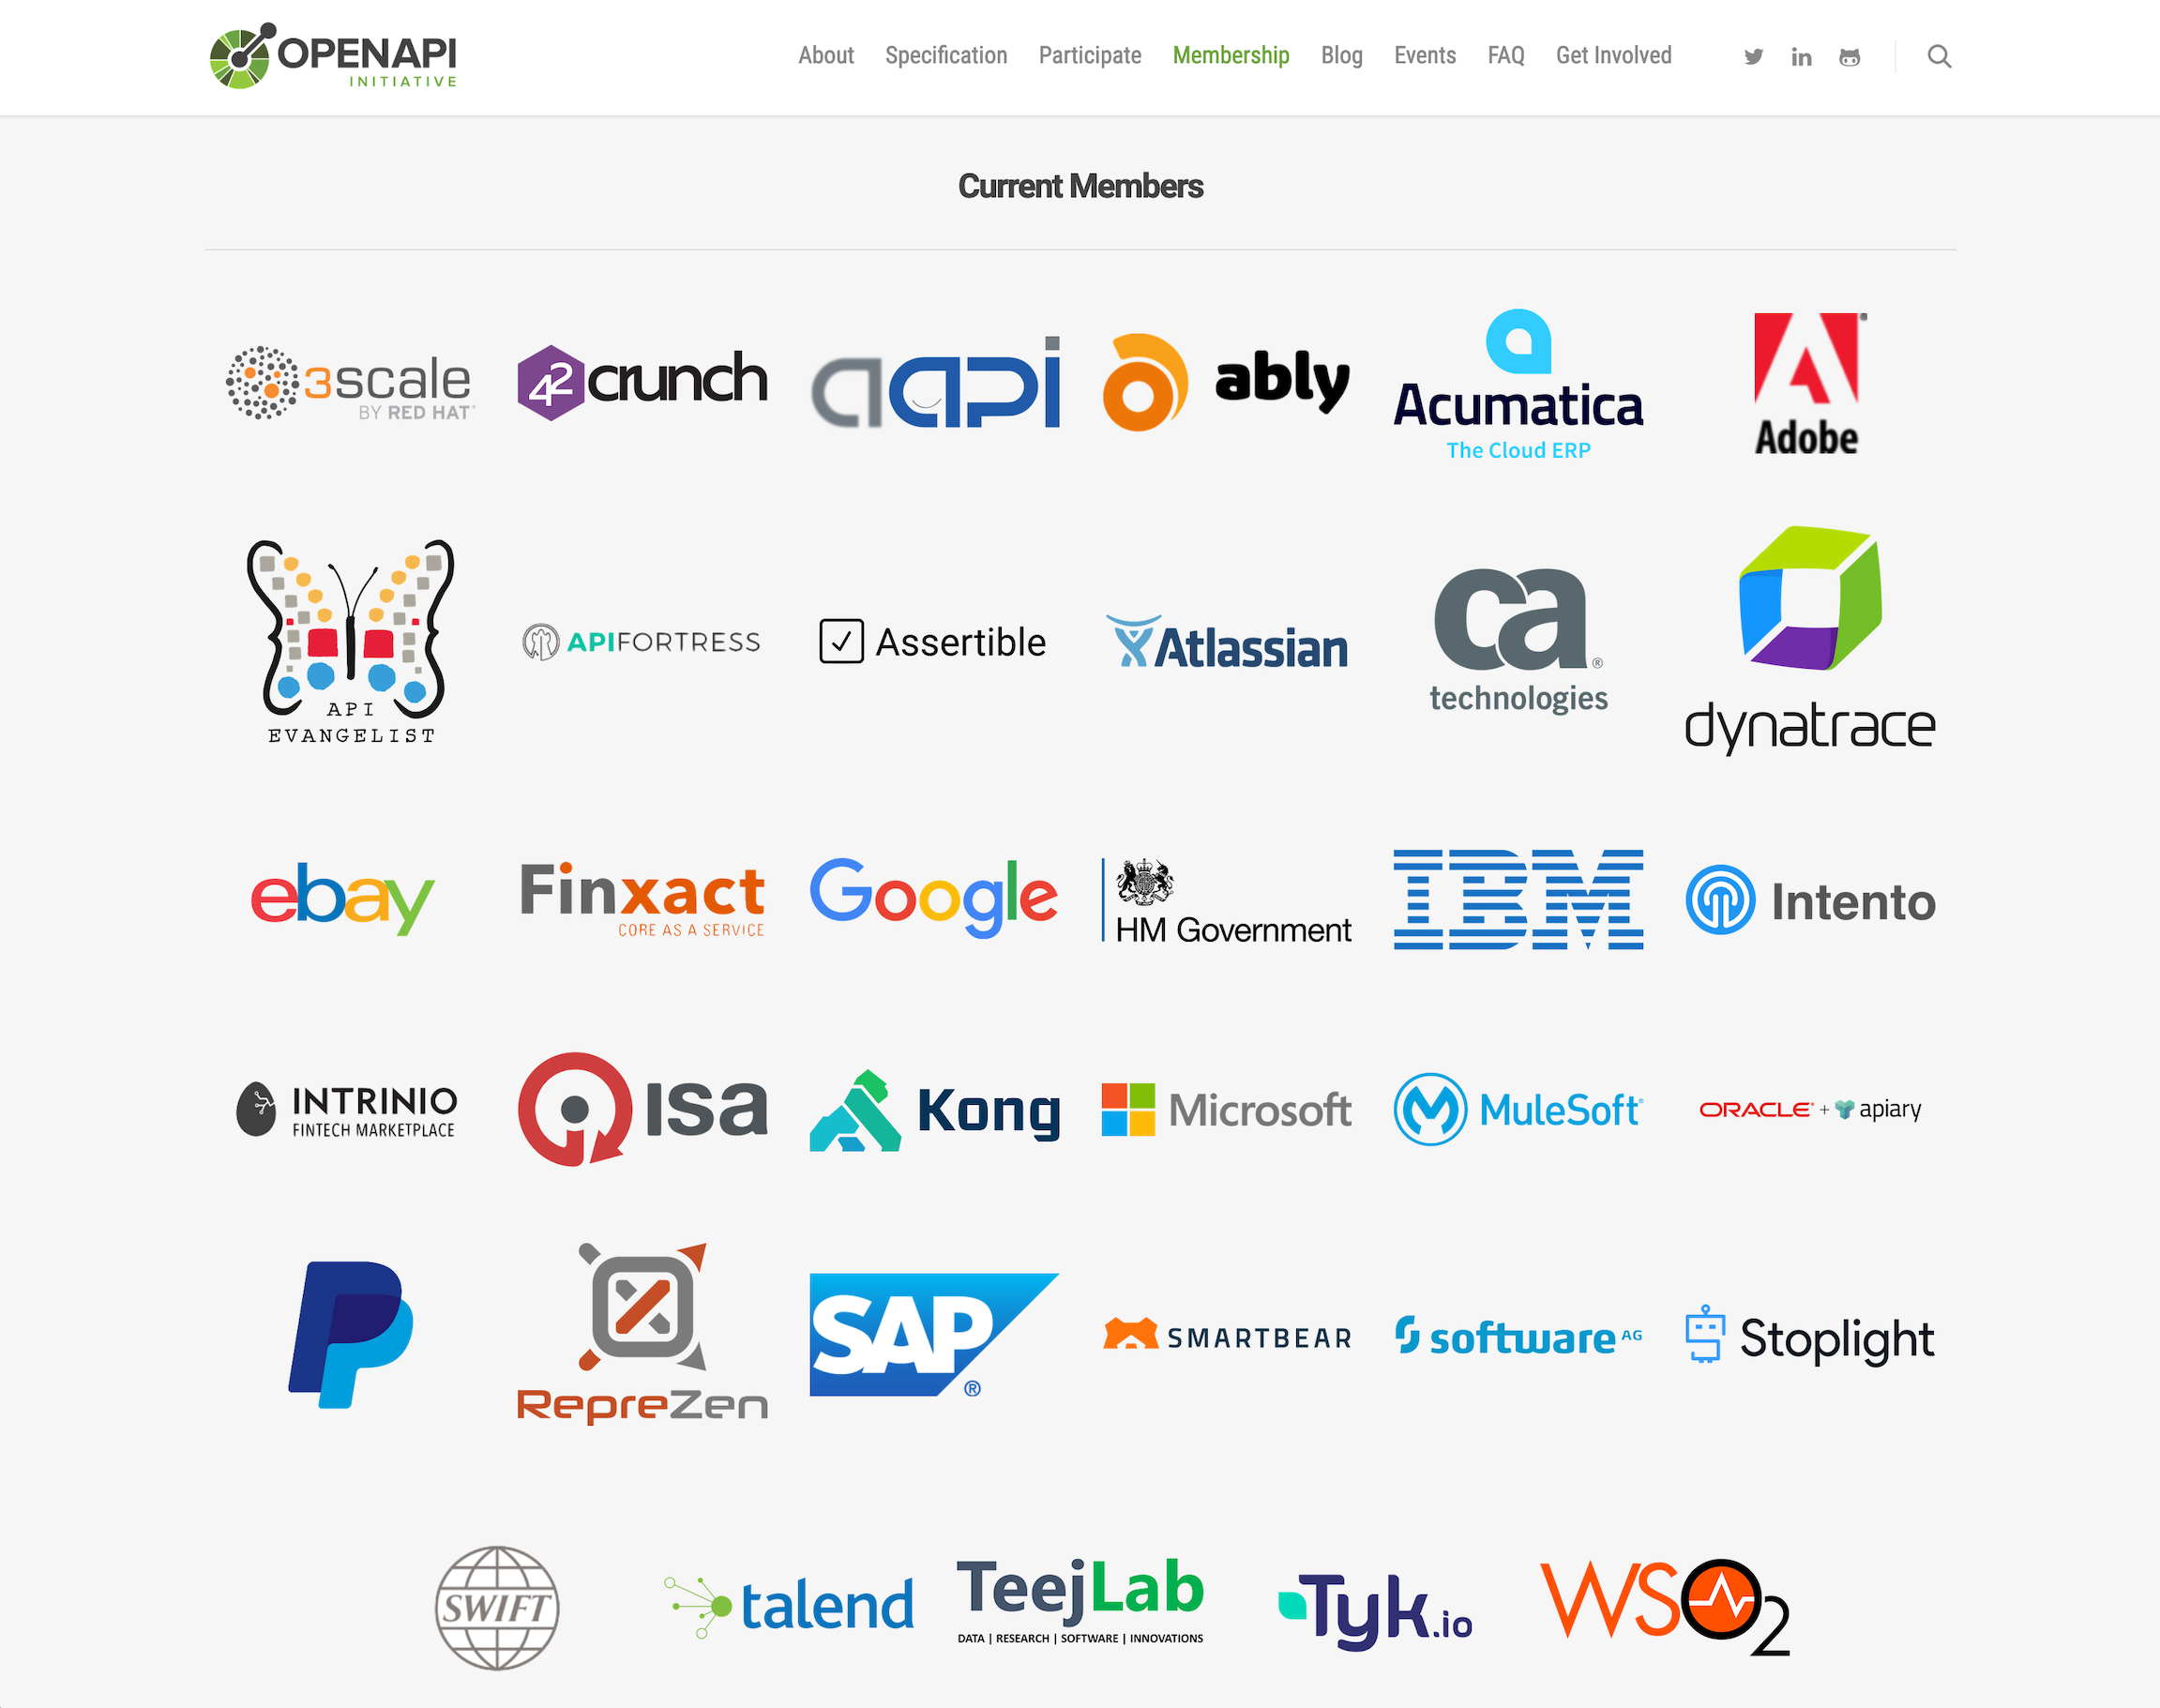 OPENAPI
INITIATIVE
About Specification Participate Membership Blog Events FAQ Get Involved
Current Members
3scale
BY RED HAT
42 crunch
aapi
ably
Acumatica
The Cloud ERP
Adobe
API
EVANGELIST
APIFORTRESS
Assertible
Atlassian
ca ®
technologies
dynatrace
ebay
Finxact
CORE AS A SERVICE
Google
HM Government
IBM
Intento
INTRINIO
FINTECH MARKETPLACE
Isa
Kong
Microsoft
MuleSoft
ORACLE + apiary
RepreZen
SAP ®
SMARTBEAR
software AG
Stoplight
SWIFT
talend
TeejLab
DATA | RESEARCH | SOFTWARE | INNOVATIONS
Tyk.io
WSO2